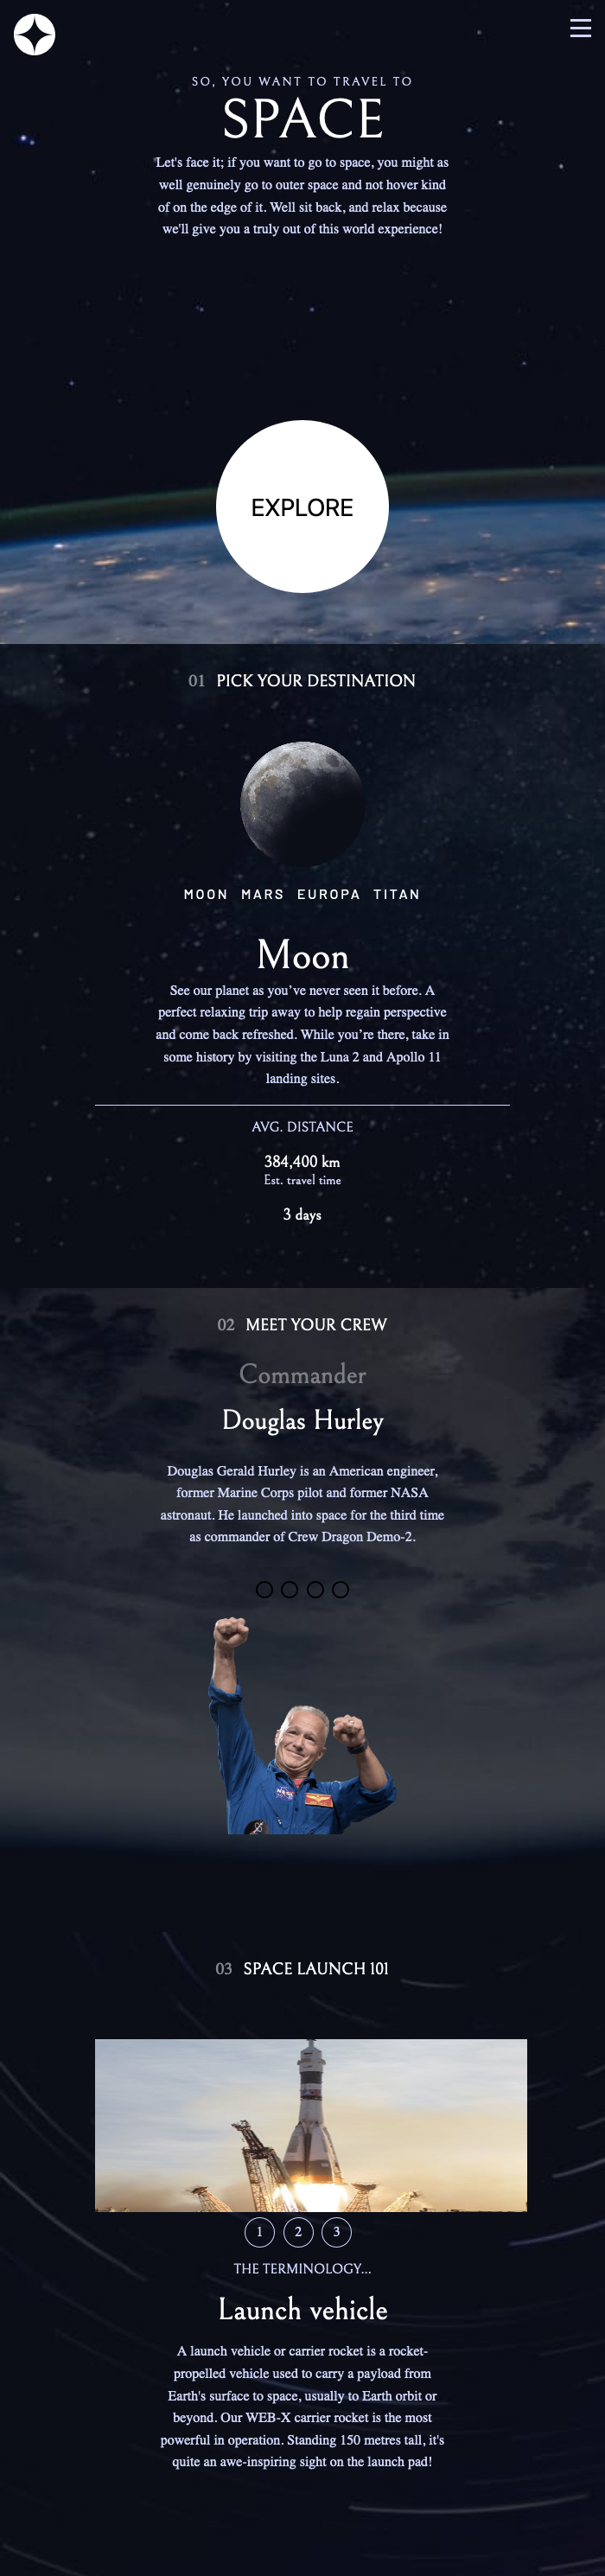 SO, YOU WANT TO TRAVEL TO
SPACE
Let's face it; if you want to go to space, you might as
well genuinely go to outer space and not hover kind
of on the edge of it. Well sit back, and relax because
we'll give you a truly out of this world experience!
EXPLORE
01 PICK YOUR DESTINATION
MOON MARS EUROPA TITAN
Moon
See our planet as you’ve never seen it before. A
perfect relaxing trip away to help regain perspective
and come back refreshed. While you’re there, take in
some history by visiting the Luna 2 and Apollo 11
landing sites.
AVG. DISTANCE
384,400 km
Est. travel time
3 days
02 MEET YOUR CREW
Commander
Douglas Hurley
Douglas Gerald Hurley is an American engineer,
former Marine Corps pilot and former NASA
astronaut. He launched into space for the third time
as commander of Crew Dragon Demo-2.
NASA
03 SPACE LAUNCH 101
1 2 3
THE TERMINOLOGY...
Launch vehicle
A launch vehicle or carrier rocket is a rocket-
propelled vehicle used to carry a payload from
Earth's surface to space, usually to Earth orbit or
beyond. Our WEB-X carrier rocket is the most
powerful in operation. Standing 150 metres tall, it's
quite an awe-inspiring sight on the launch pad!